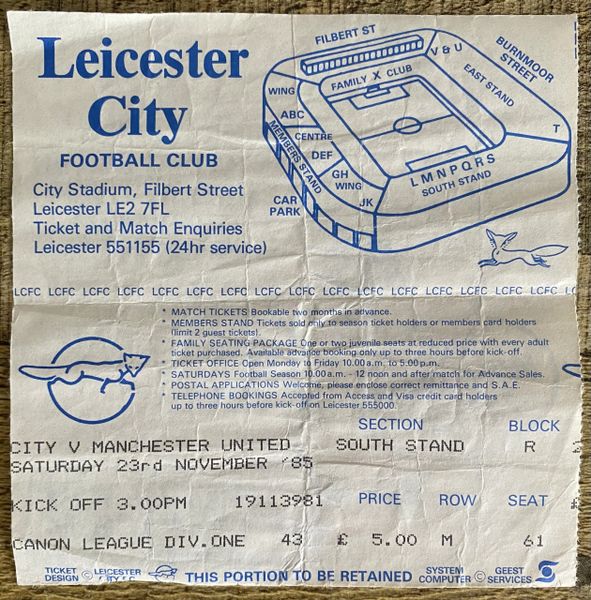 Leicester
City
FOOTBALL CLUB
City Stadium, Filbert Street
Leicester LE2 7FL
Ticket and Match Enquiries
Leicester 551155 (24hr service)
FILBERT ST
V & U
BURNMOOR
STREET
FAMILY X CLUB
EAST STAND
WING
ABC
CENTRE
DEF
MEMBERS STAND
GH
WING
JK
T
L M N P Q R S
SOUTH STAND
CAR
PARK
LCFC LCFC LCFC LCFC LCFC LCFC LCFC LCFC LCFC LCFC LCFC LCFC LCFC LCFC LCFC LCFC
* MATCH TICKETS Bookable two months in advance.
* MEMBERS STAND Tickets sold only to season ticket holders or members card holders
(limit 2 guest tickets).
* FAMILY SEATING PACKAGE One or two juvenile seats at reduced price with every adult
ticket purchased. Available advance booking only up to three hours before kick-off.
* TICKET OFFICE Open Monday to Friday 10.00 a.m. to 5.00 p.m.
* SATURDAYS Football Season 10.00 a.m. - 12 noon and after match for Advance Sales.
* POSTAL APPLICATIONS Welcome, please enclose correct remittance and S.A.E.
* TELEPHONE BOOKINGS Accepted from Access and Visa credit card holders
up to three hours before kick-off on Leicester 555000.
SECTION BLOCK
CITY V MANCHESTER UNITED SOUTH STAND R
SATURDAY 23rd NOVEMBER '85
KICK OFF 3.00PM 19113981 PRICE ROW SEAT
CANON LEAGUE DIV.ONE 43 £ 5.00 M 61
TICKET DESIGN © LEICESTER CITY F.C. THIS PORTION TO BE RETAINED SYSTEM COMPUTER © GEEST SERVICES